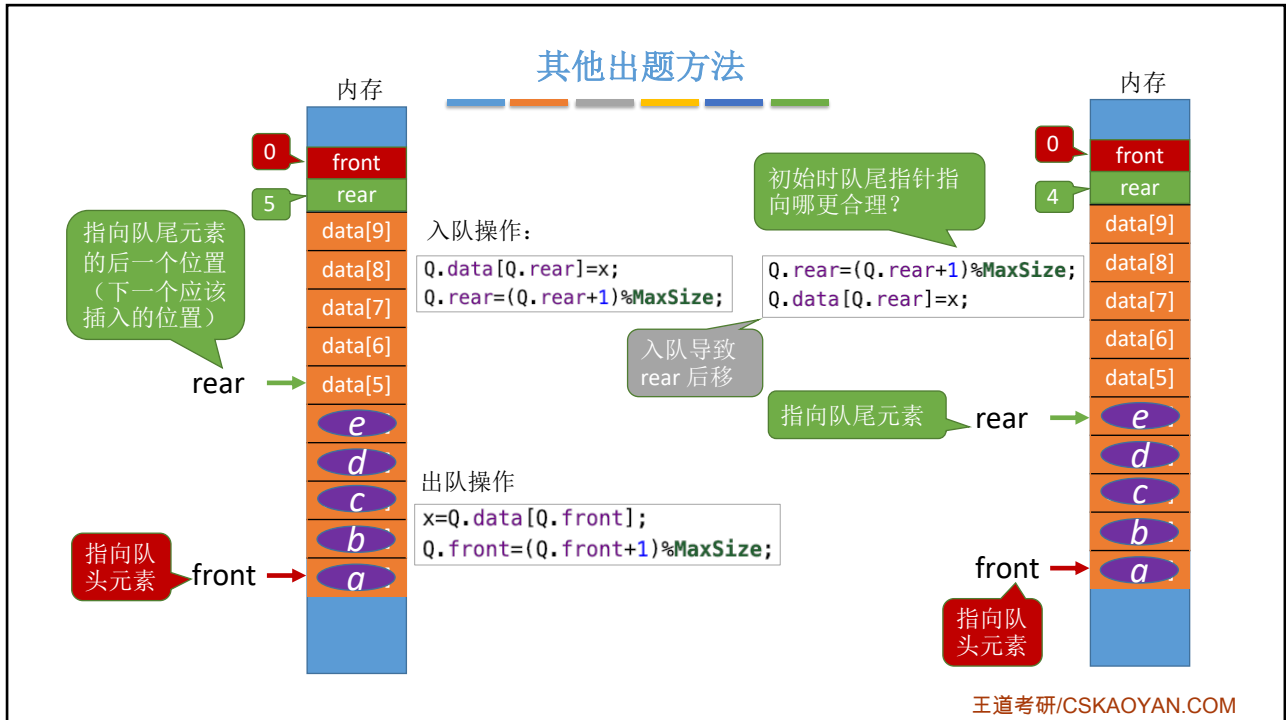 其他出题方法
内存
0
front
5
rear
data[9]
data[8]
data[7]
data[6]
data[5]
e
d
c
b
a
指向队尾元素
的后一个位置
（下一个应该
插入的位置）
rear
指向队
头元素
front
入队操作：
Q.data[Q.rear]=x;
Q.rear=(Q.rear+1)%MaxSize;
出队操作
x=Q.data[Q.front];
Q.front=(Q.front+1)%MaxSize;
初始时队尾指针指
向哪更合理？
Q.rear=(Q.rear+1)%MaxSize;
Q.data[Q.rear]=x;
入队导致
rear 后移
指向队尾元素
rear
front
指向队
头元素
内存
0
front
4
rear
data[9]
data[8]
data[7]
data[6]
data[5]
e
d
c
b
a
王道考研/CSKAOYAN.COM